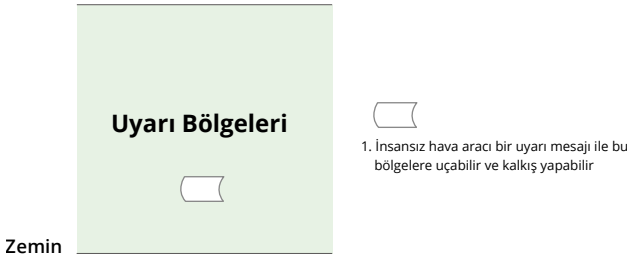 Uyarı Bölgeleri
1. İnsansız hava aracı bir uyarı mesajı ile bu
bölgelere uçabilir ve kalkış yapabilir
Zemin